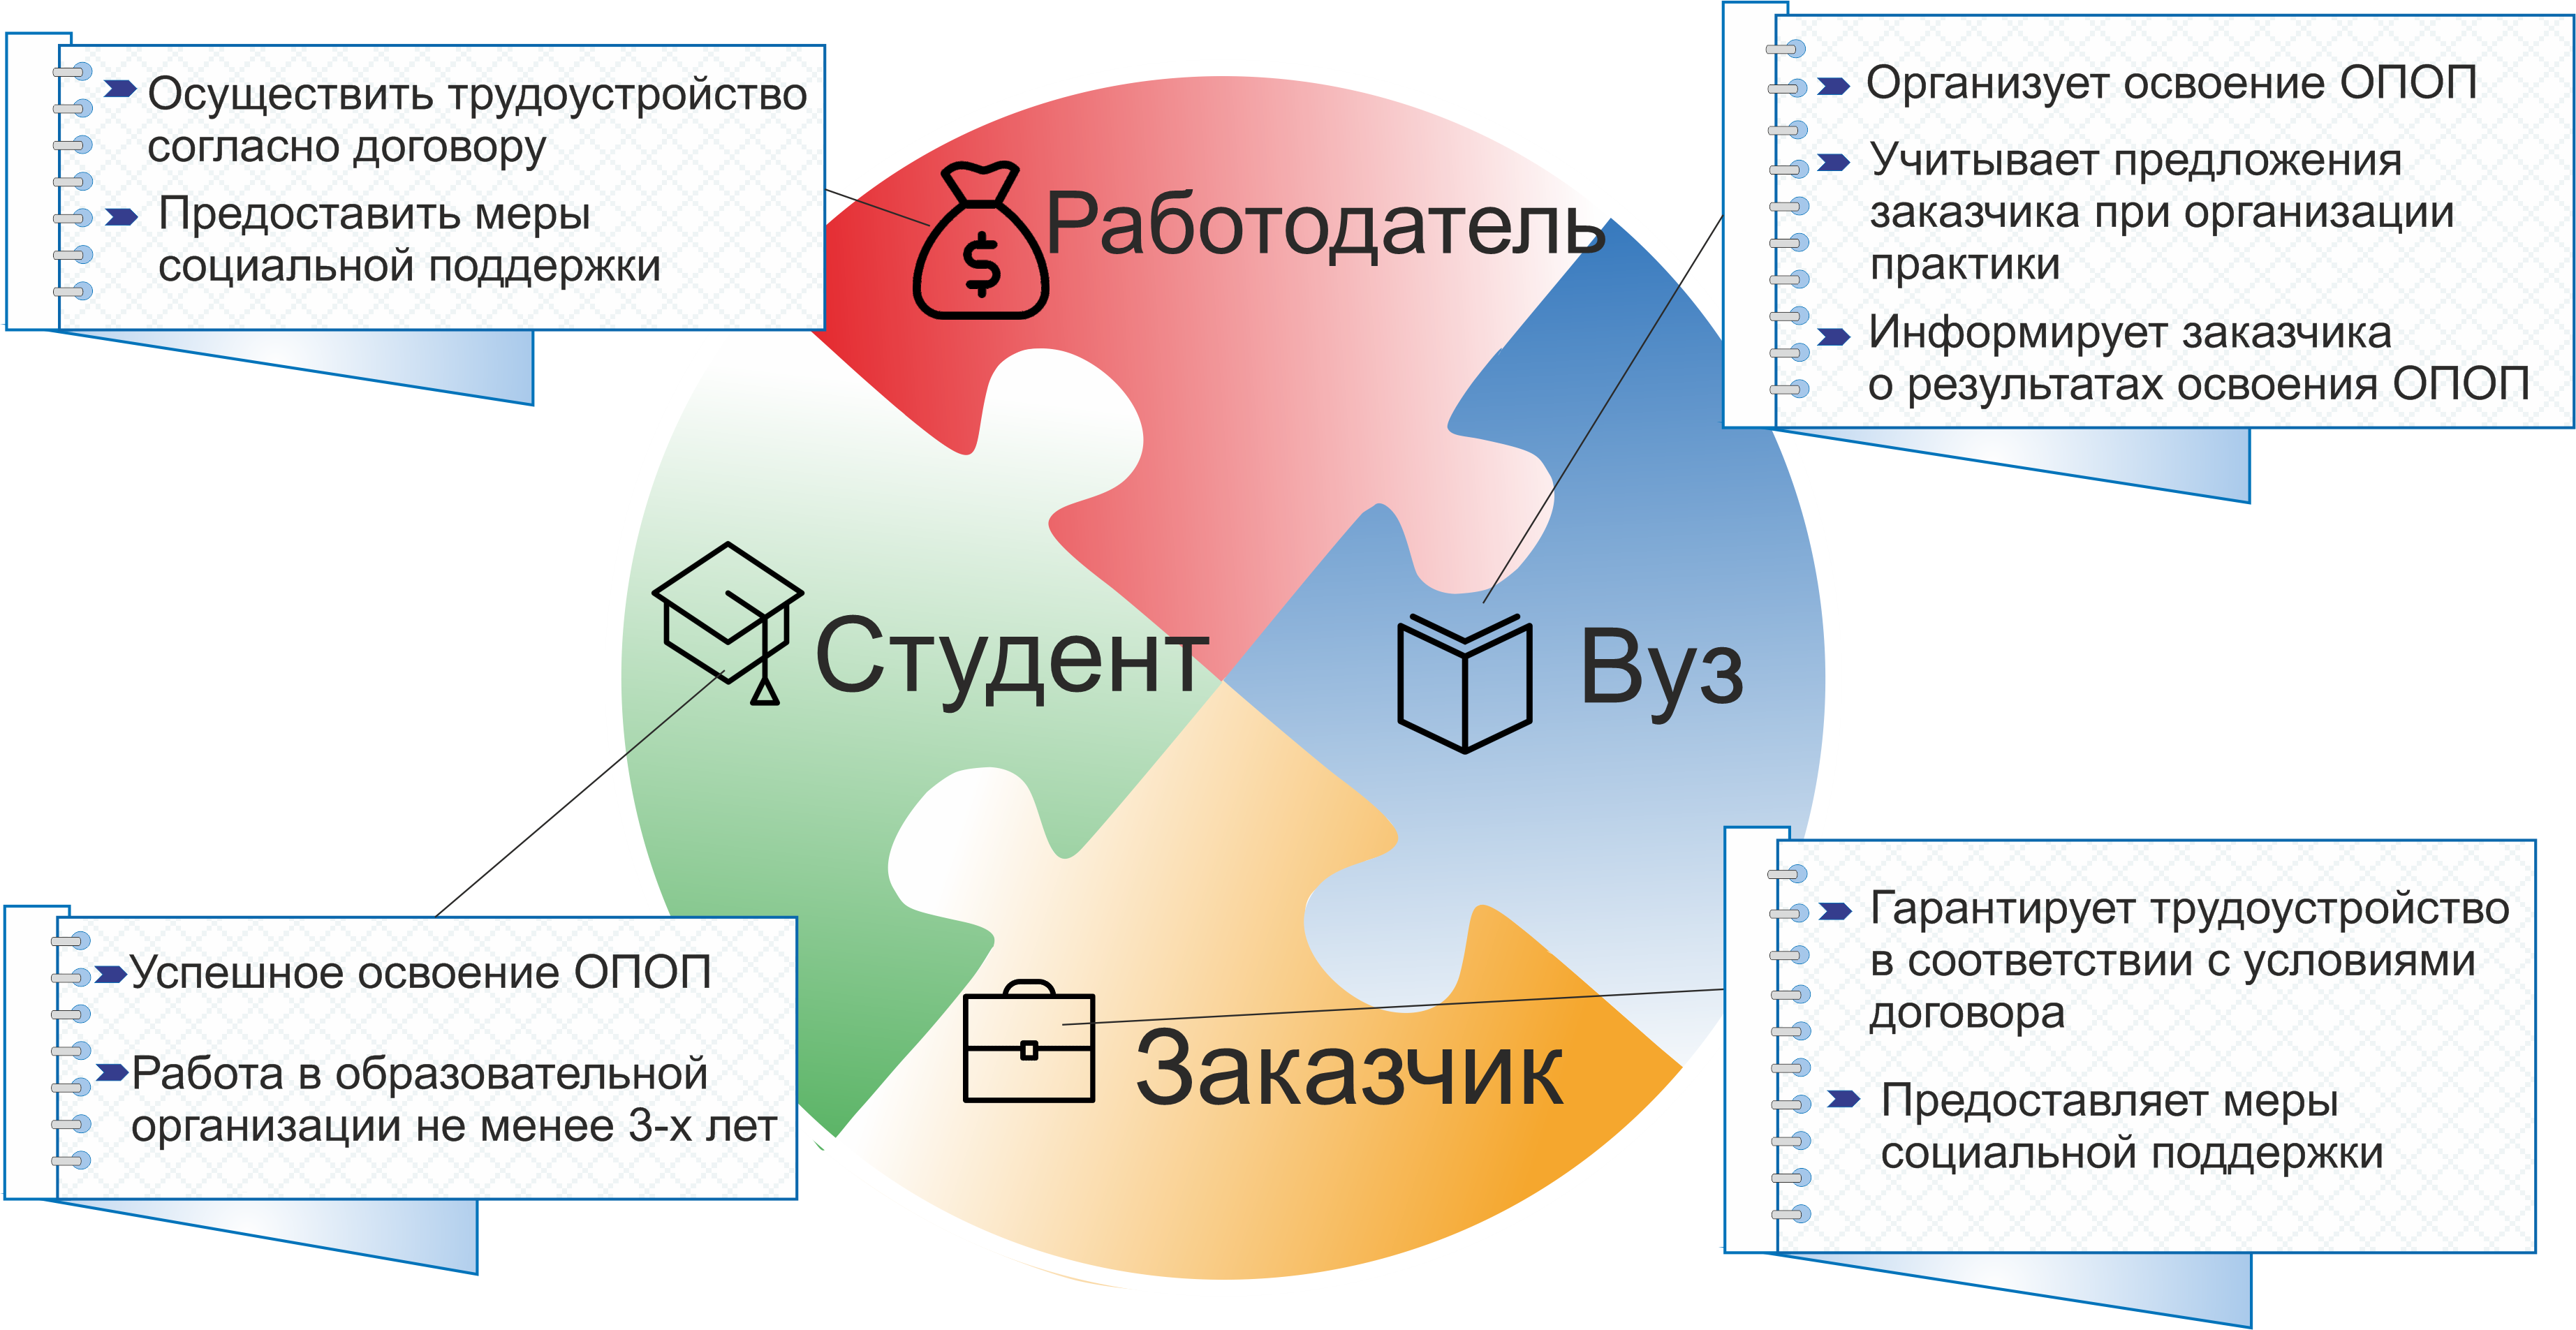 Осуществить трудоустройство
согласно договору
Предоставить меры
социальной поддержки
Работодатель
$
Организует освоение ОПОП
Учитывает предложения
заказчика при организации
практики
Информирует заказчика
о результатах освоения ОПОП
Студент
Вуз
Успешное освоение ОПОП
Работа в образовательной
организации не менее 3-х лет
Заказчик
Гарантирует трудоустройство
в соответствии с условиями
договора
Предоставляет меры
социальной поддержки